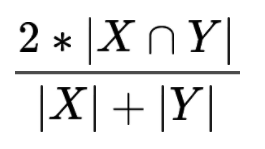 2 * |X ∩ Y|
|X| + |Y|